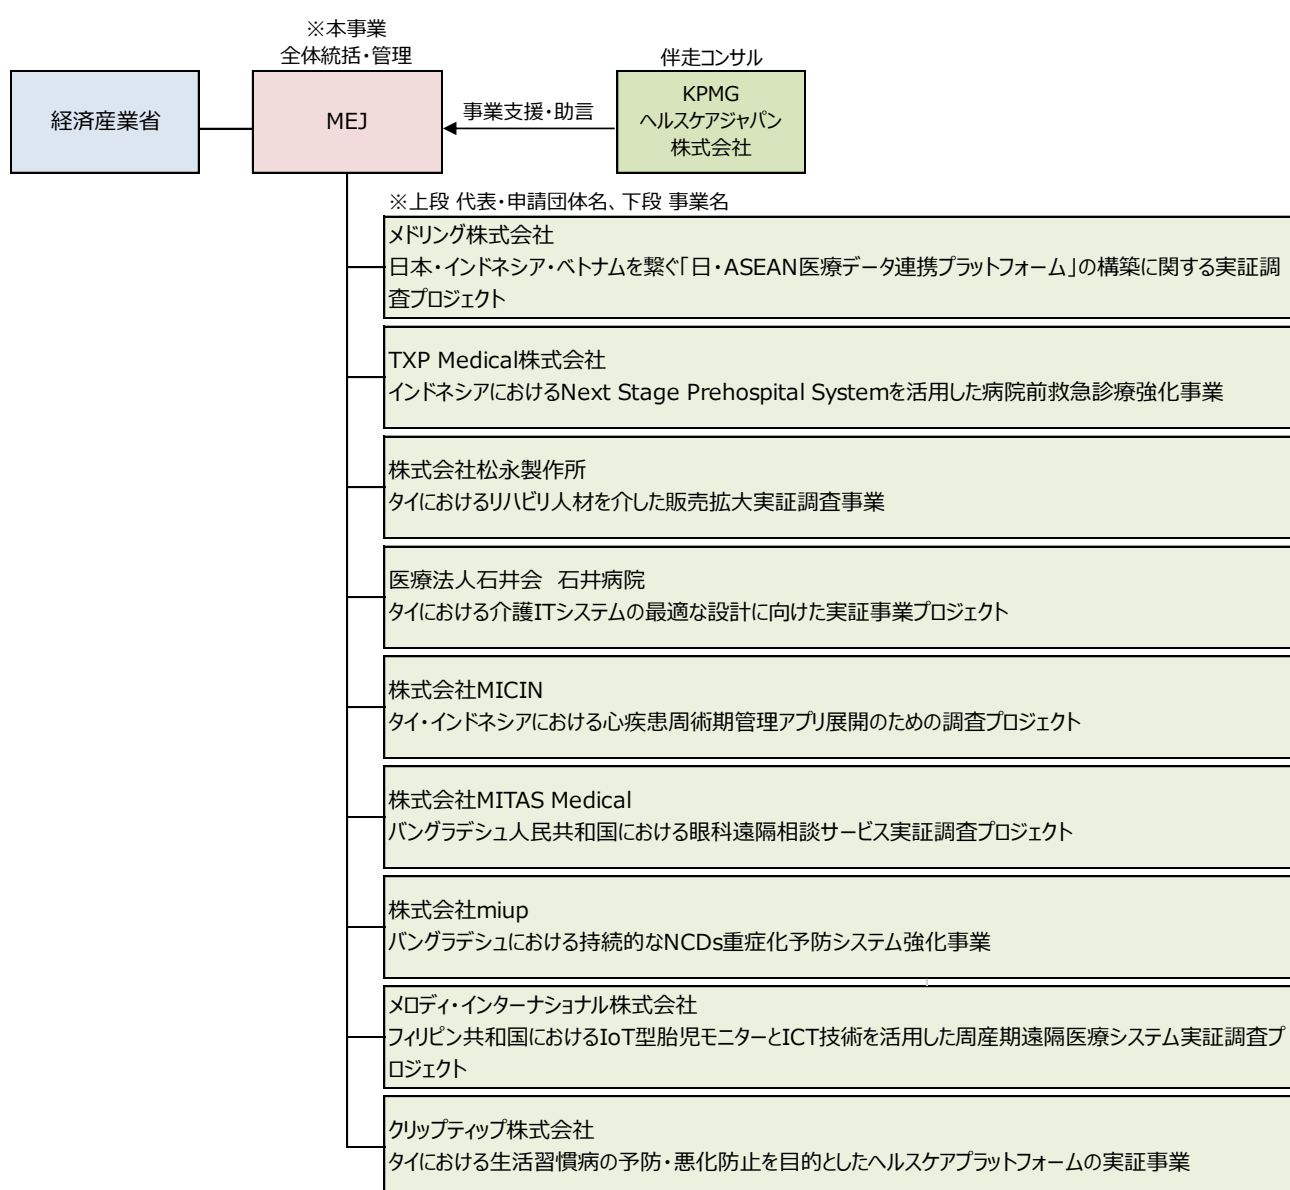 ※本事業
全体統括・管理
伴走コンサル
経済産業省
MEJ
事業支援・助言
KPMG
ヘルスケアジャパン
株式会社
※上段 代表・申請団体名、下段 事業名
メドリング株式会社
日本・インドネシア・ベトナムを繋ぐ「日・ASEAN医療データ連携プラットフォーム」の構築に関する実証調
査プロジェクト
TXP Medical株式会社
インドネシアにおけるNext Stage Prehospital Systemを活用した病院前救急診療強化事業
株式会社松永製作所
タイにおけるリハビリ人材を介した販売拡大実証調査事業
医療法人石井会　石井病院
タイにおける介護ITシステムの最適な設計に向けた実証事業プロジェクト
株式会社MICIN
タイ・インドネシアにおける心疾患周術期管理アプリ展開のための調査プロジェクト
株式会社MITAS Medical
バングラデシュ人民共和国における眼科遠隔相談サービス実証調査プロジェクト
株式会社miup
バングラデシュにおける持続的なNCDs重症化予防システム強化事業
メロディ・インターナショナル株式会社
フィリピン共和国におけるIoT型胎児モニターとICT技術を活用した周産期遠隔医療システム実証調査プ
ロジェクト
クリップティップ株式会社
タイにおける生活習慣病の予防・悪化防止を目的としたヘルスケアプラットフォームの実証事業